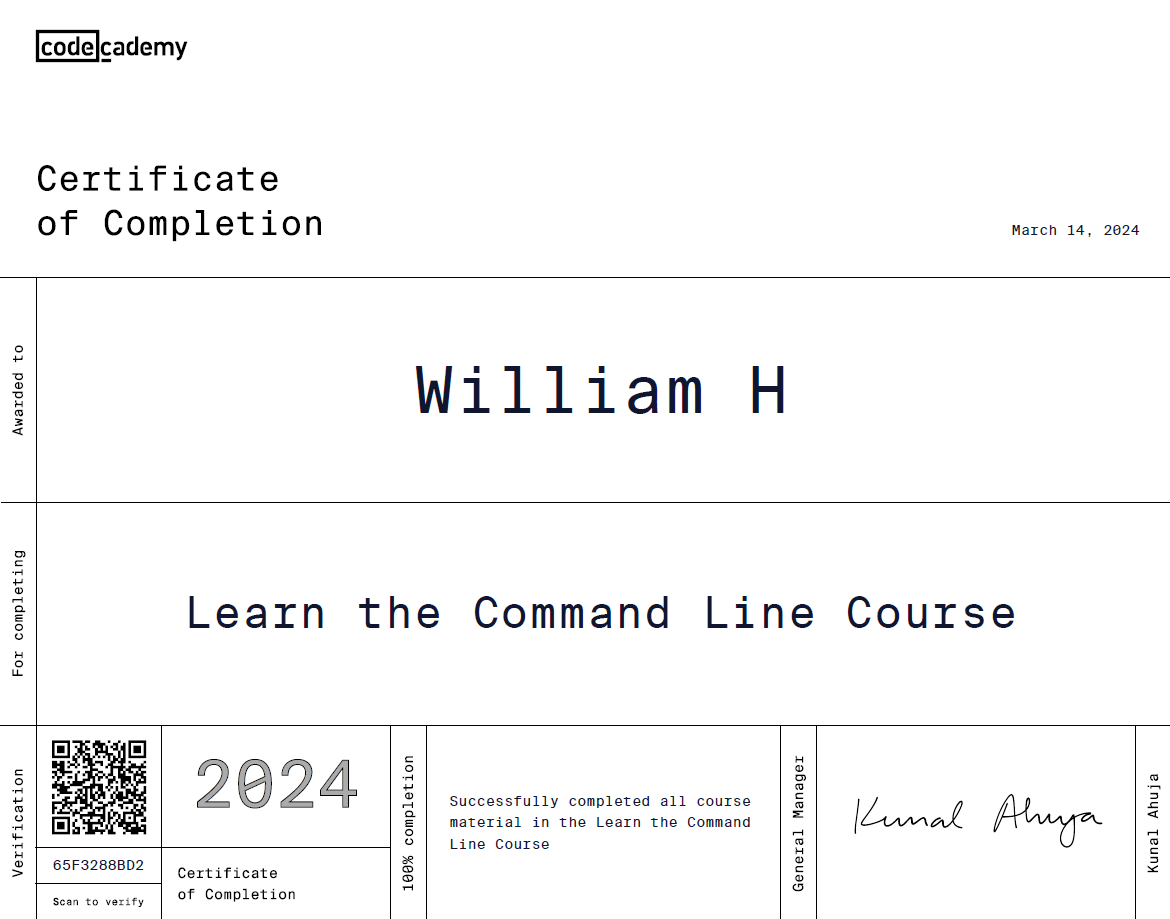 codecademy
Certificate
of Completion
March 14, 2024
Awarded to
William H
For completing
Learn the Command Line Course
Verification
65F3288BD2
Scan to verify
2024
Certificate
of Completion
100% completion
Successfully completed all course
material in the Learn the Command
Line Course
General Manager
Kunal Ahuja
Kunal Ahuja